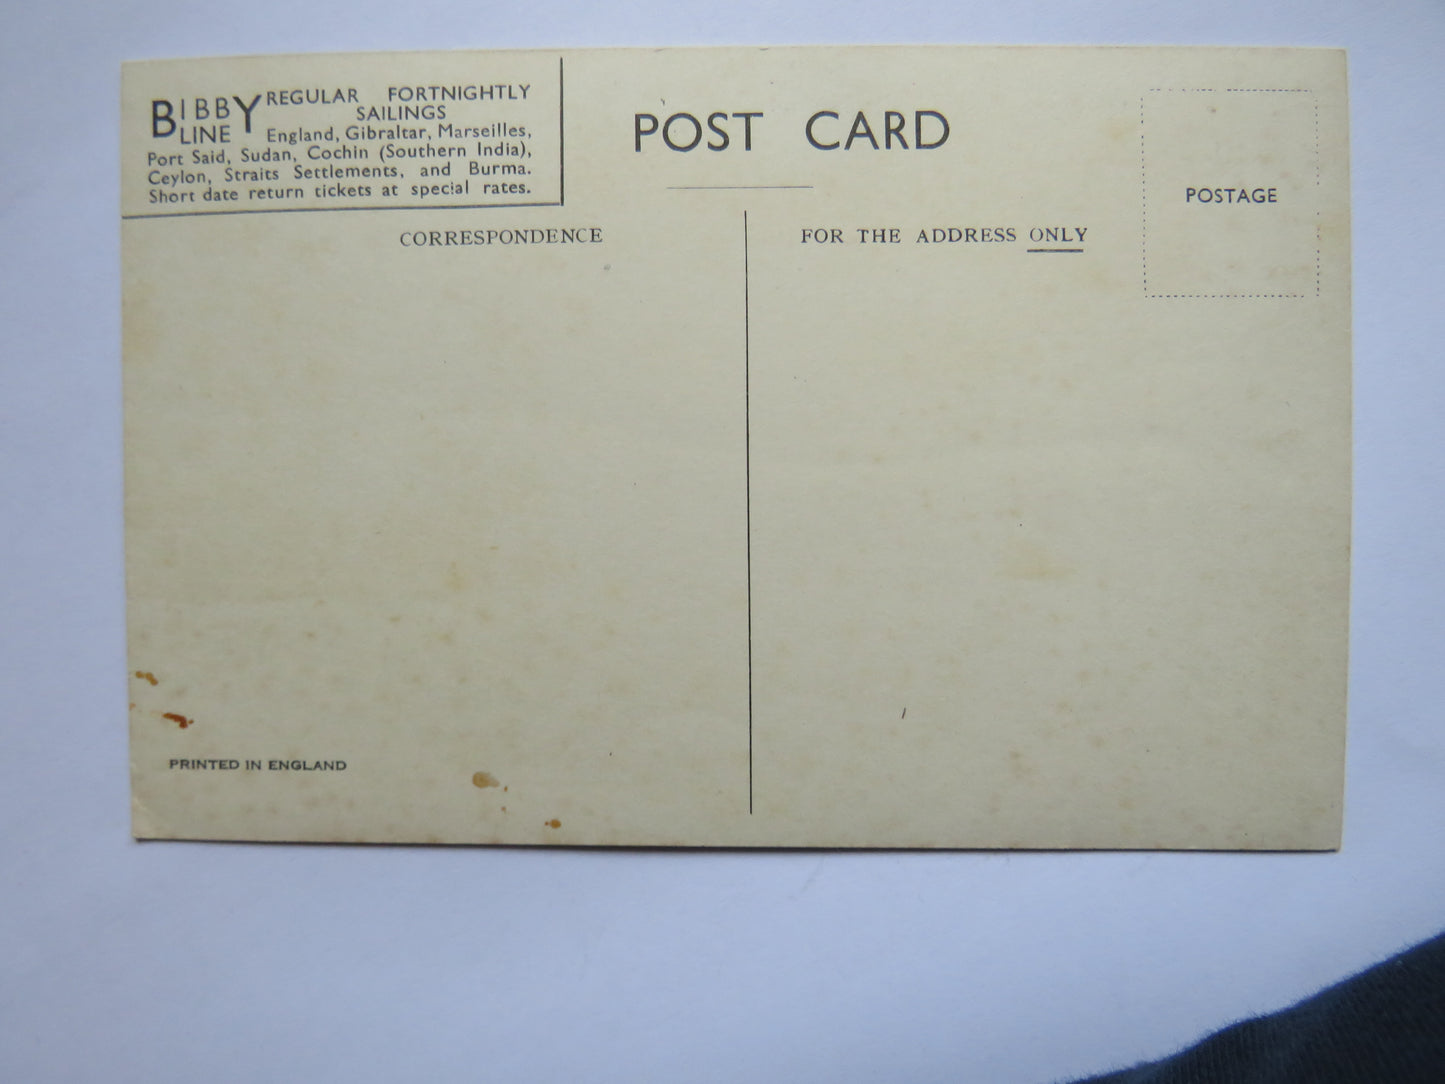 BIBBY REGULAR FORTNIGHTLY
LINE SAILINGS
England, Gibraltar, Marseilles,
Port Said, Sudan, Cochin (Southern India),
Ceylon, Straits Settlements, and Burma.
Short date return tickets at special rates.
POST CARD
POSTAGE
CORRESPONDENCE
FOR THE ADDRESS ONLY
PRINTED IN ENGLAND